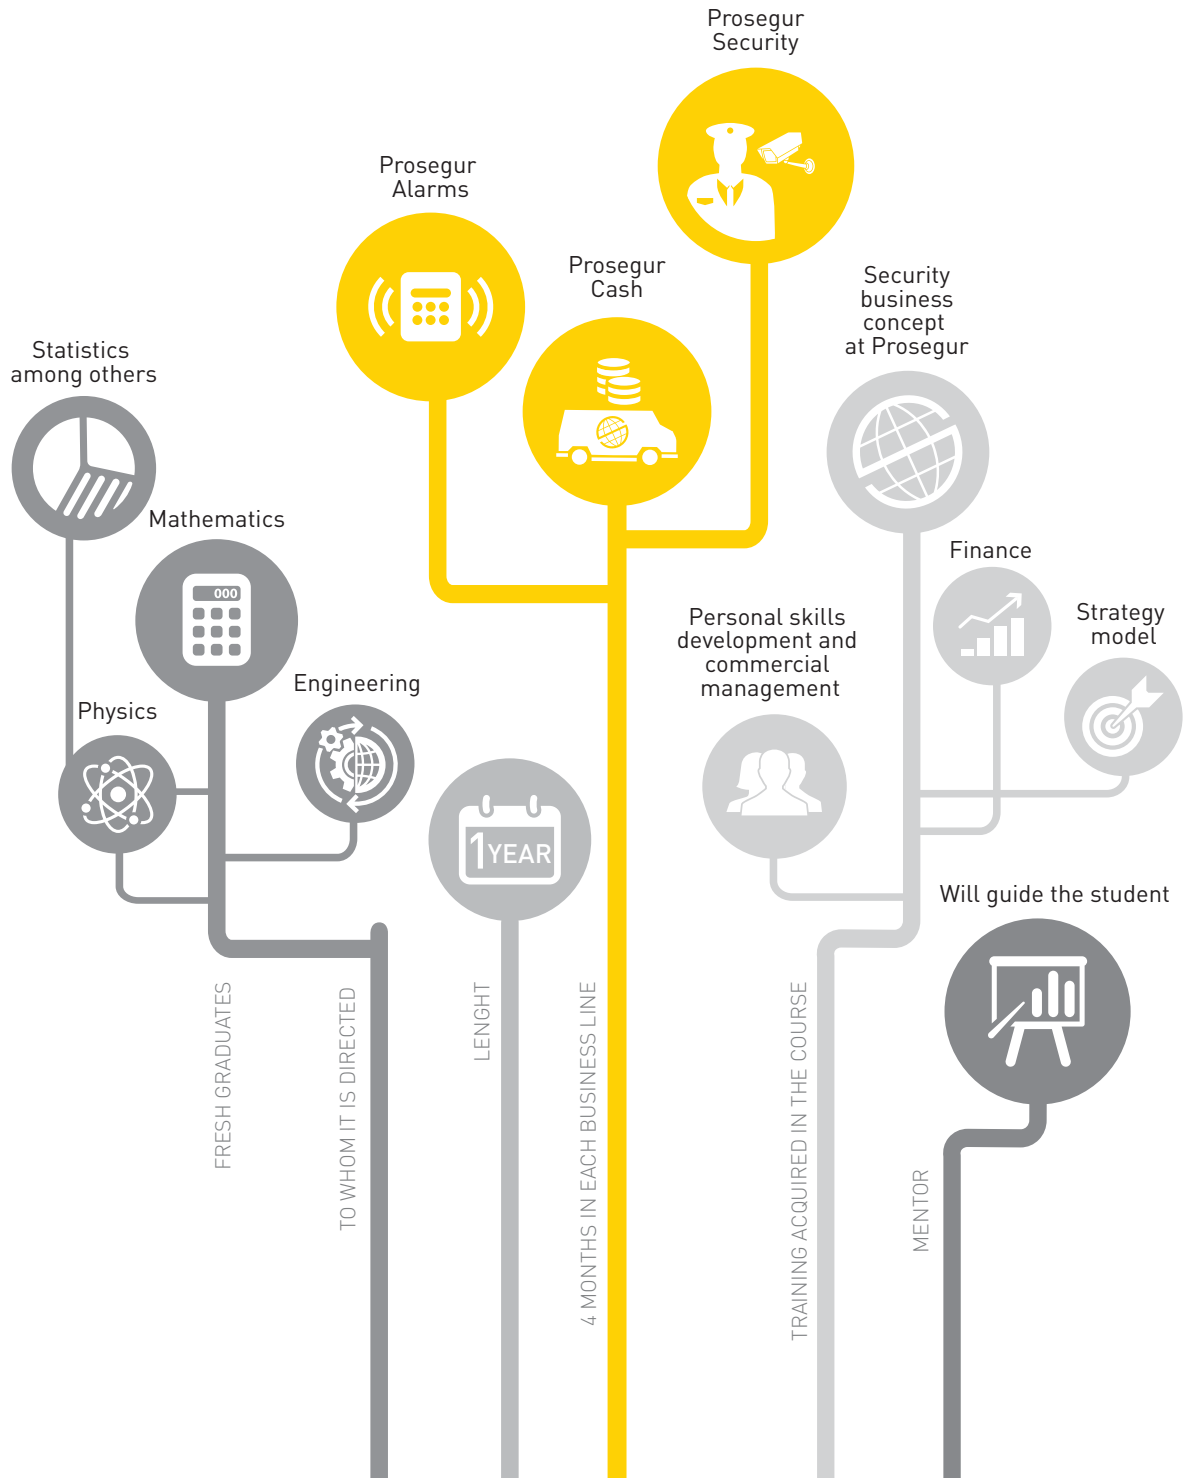 Prosegur
Security
Prosegur
Alarms
Prosegur
Cash
Security
business
concept
at Prosegur
Statistics
among others
Mathematics
000
Finance
Personal skills
development and
commercial
management
Strategy
model
Engineering
Physics
1 YEAR
Will guide the student
FRESH GRADUATES
TO WHOM IT IS DIRECTED
LENGHT
4 MONTHS IN EACH BUSINESS LINE
TRAINING ACQUIRED IN THE COURSE
MENTOR